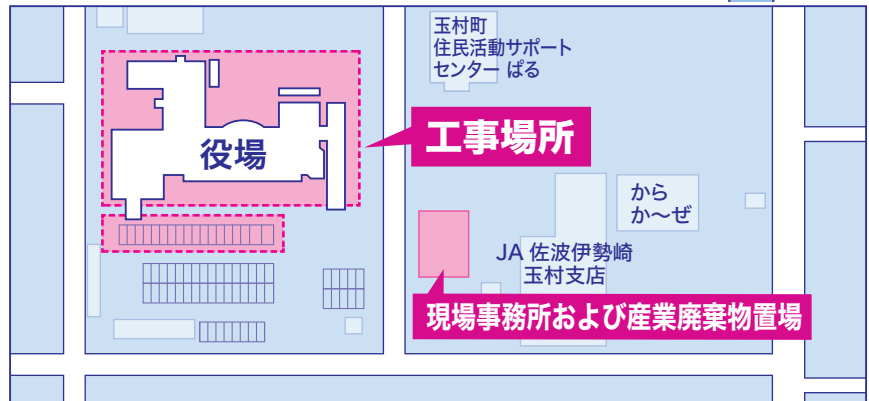 玉村町
住民活動サポート
センター ぱる
工事場所
役場
から
か〜ぜ
JA 佐波伊勢崎
玉村支店
現場事務所および産業廃棄物置場